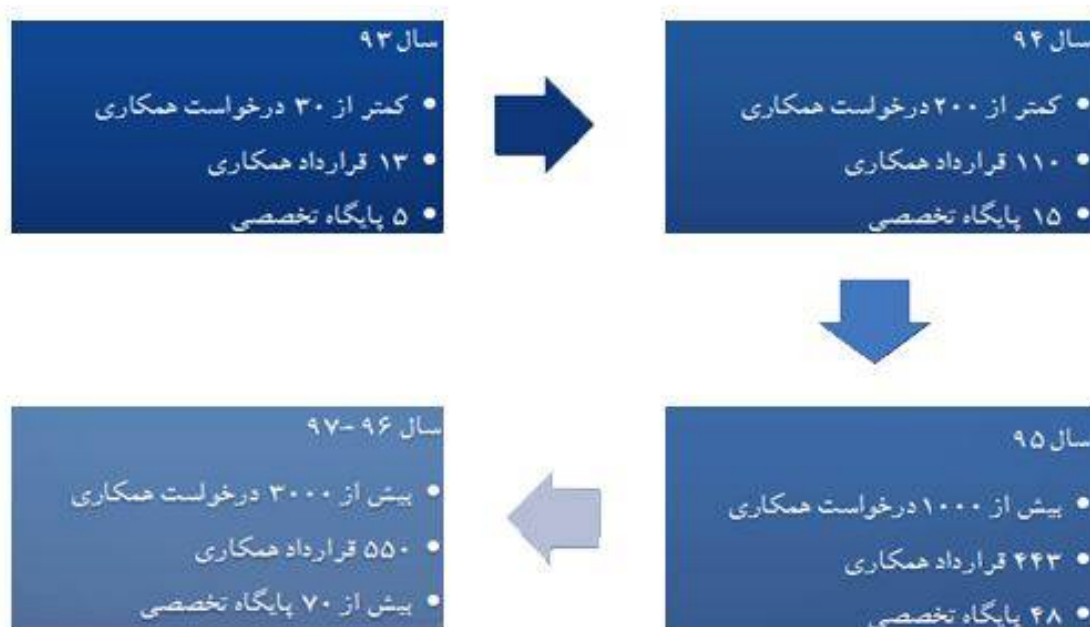 سال ۹۳
• کمتر از ۳۰ درخواست همکاری
• ۱۳ قرارداد همکاری
• ۵ پایگاه تخصصی
سال ۹۴
• کمتر از ۲۰۰ درخواست همکاری
• ۱۱۰ قرارداد همکاری
• ۱۵ پایگاه تخصصی
سال ۹۵
• بیش از ۱۰۰۰ درخواست همکاری
• ۴۴۳ قرارداد همکاری
• ۴۸ پایگاه تخصصی
سال ۹۶ -۹۷
• بیش از ۳۰۰۰ درخواست همکاری
• ۵۵۰ قرارداد همکاری
• بیش از ۷۰ پایگاه تخصصی